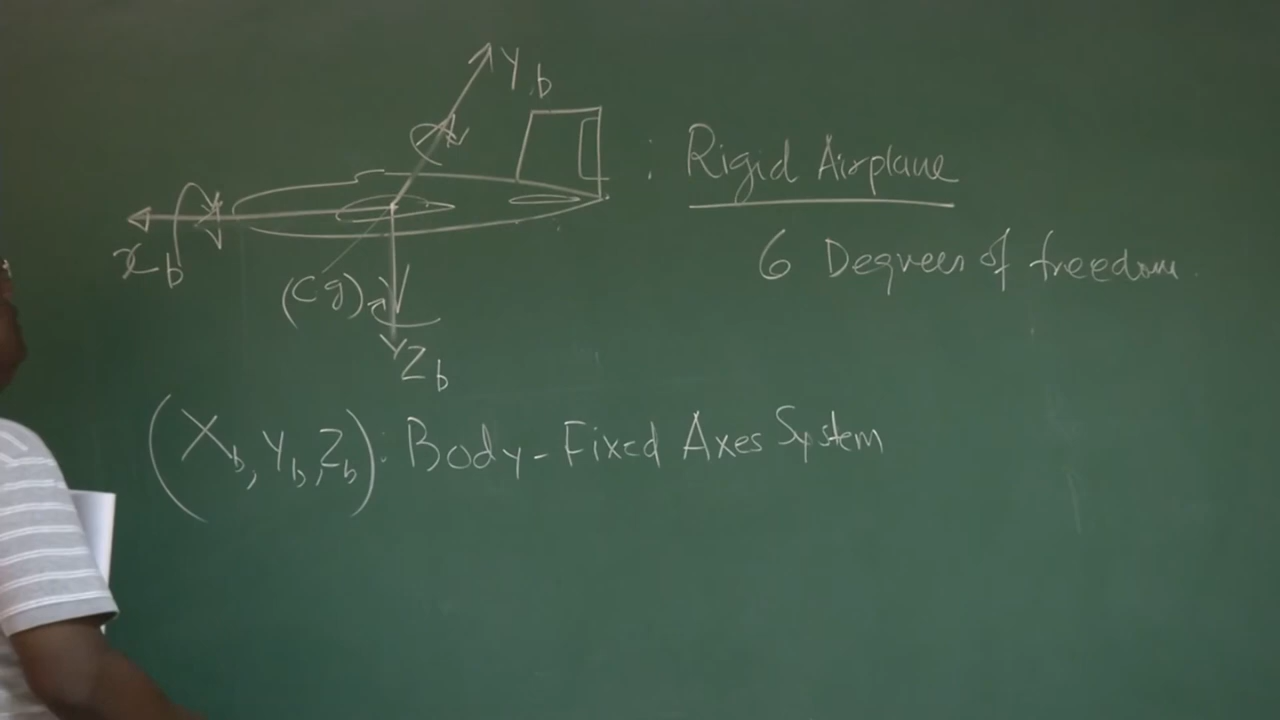 Y b
: Rigid Airplane
x b
6 Degrees of freedom.
(Cg)
Z b
(X b, Y b, Z b): Body-Fixed Axes System